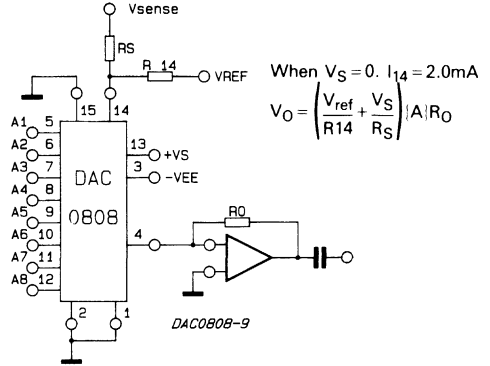 Vsense
RS
R 14
VREF
When VS = 0. I14 = 2.0mA
VO = (Vref/R14 + VS/RS) {A}RO
15 14
A1 5
A2 6
A3 7
A4 8
A5 9
A6 10
A7 11
A8 12
DAC
0808
13 +VS
3 -VEE
4
RO
2 1
DAC0808-9